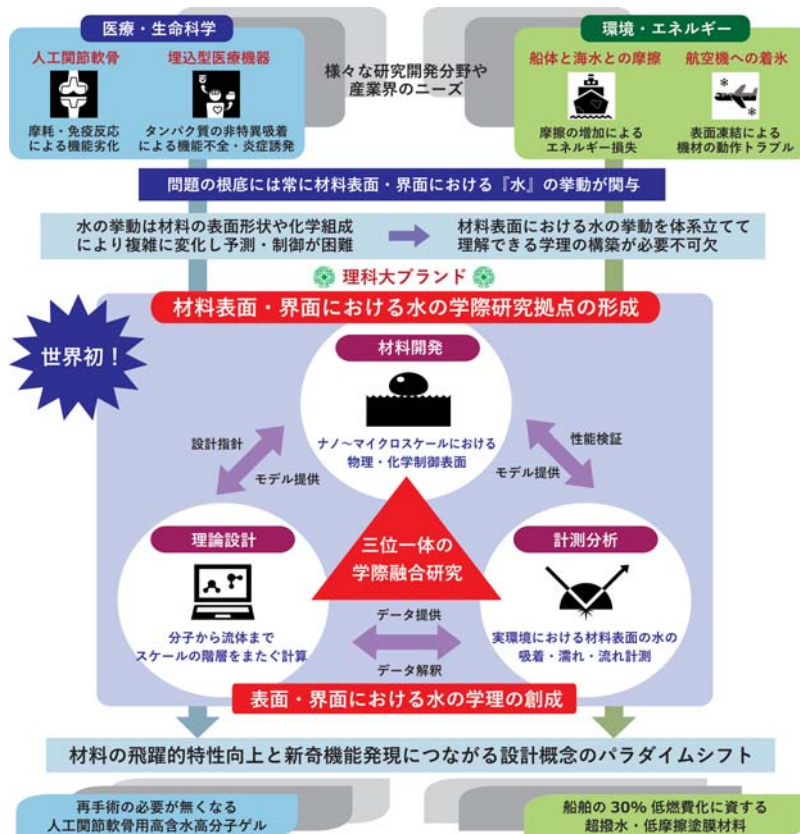 医療・生命科学
人工関節軟骨
埋込型医療機器
摩耗・免疫反応
による機能劣化
タンパク質の非特異吸着
による機能不全・炎症誘発
様々な研究開発分野や
産業界のニーズ
環境・エネルギー
船体と海水との摩擦
航空機への着氷
摩擦の増加による
エネルギー損失
表面凍結による
機材の動作トラブル
問題の根底には常に材料表面・界面における『水』の挙動が関与
水の挙動は材料の表面形状や化学組成
により複雑に変化し予測・制御が困難
材料表面における水の挙動を体系立てて
理解できる学理の構築が必要不可欠
理科大ブランド
材料表面・界面における水の学際研究拠点の形成
世界初！
材料開発
ナノ～マイクロスケールにおける
物理・化学制御表面
設計指針
モデル提供
性能検証
モデル提供
三位一体の
学際融合研究
理論設計
分子から流体まで
スケールの階層をまたぐ計算
計測分析
実環境における材料表面の水の
吸着・濡れ・流れ計測
データ提供
データ解釈
表面・界面における水の学理の創成
材料の飛躍的特性向上と新奇機能発現につながる設計概念のパラダイムシフト
再手術の必要が無くなる
人工関節軟骨用高含水高分子ゲル
船舶の 30% 低燃費化に資する
超撥水・低摩擦塗膜材料